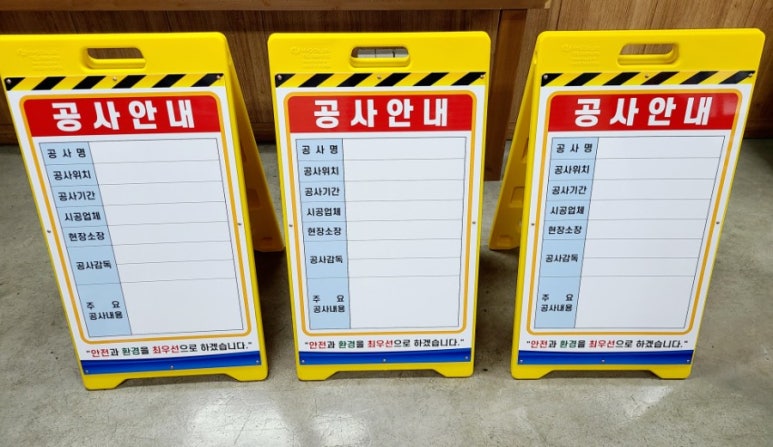 공사안내
공사명
공사위치
공사기간
시공업체
현장소장
공사감독
주요
공사내용
"안전과 환경을 최우선으로 하겠습니다."
공사안내
공사명
공사위치
공사기간
시공업체
현장소장
공사감독
주요
공사내용
"안전과 환경을 최우선으로 하겠습니다."
공사안내
공사명
공사위치
공사기간
시공업체
현장소장
공사감독
주요
공사내용
"안전과 환경을 최우선으로 하겠습니다."